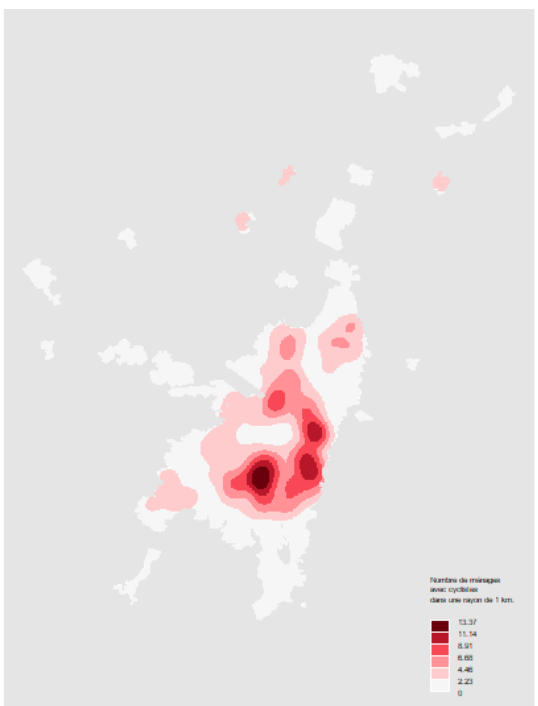 Nombre de ménages
avec cyclistes
dans une rayon de 1 km.
13.37
11.14
8.91
6.68
4.46
2.23
0